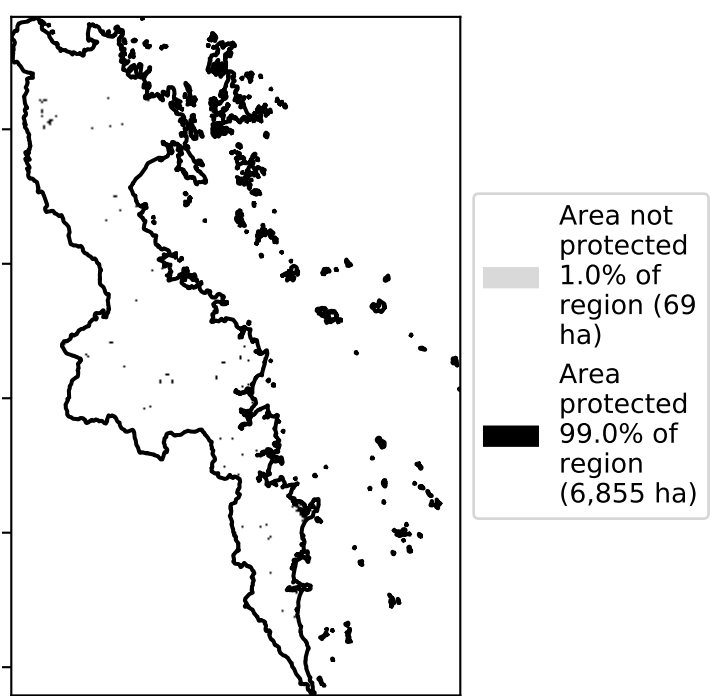 Area not
protected
1.0% of
region (69
ha)
Area
protected
99.0% of
region
(6,855 ha)